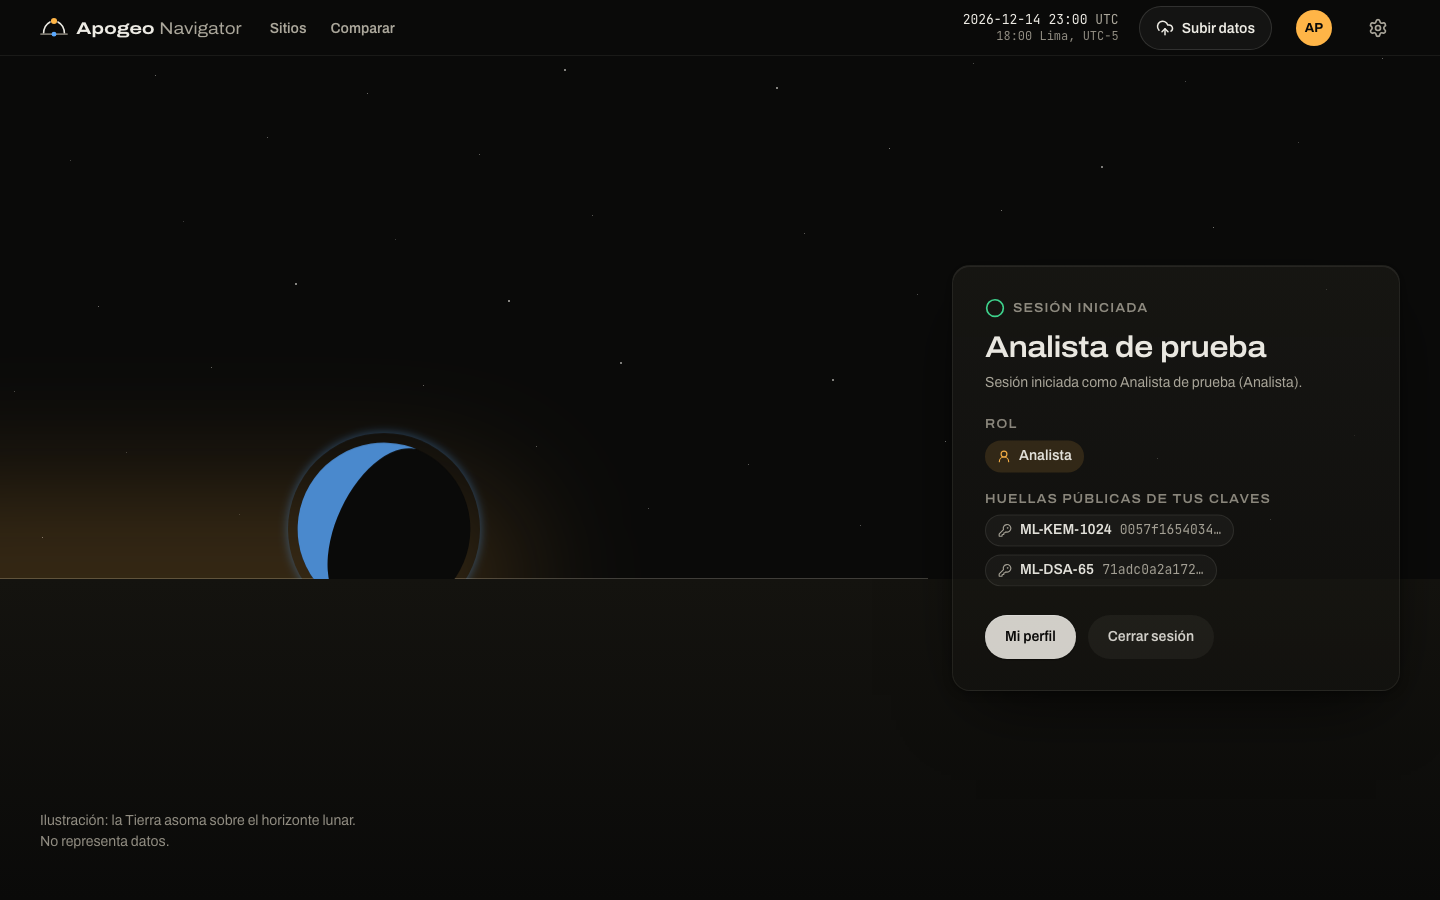 Apogeo Navigator
Sitios
Comparar
2026-12-14 23:00 UTC
18:00 Lima, UTC-5
Subir datos
AP
SESIÓN INICIADA
Analista de prueba
Sesión iniciada como Analista de prueba (Analista).
ROL
Analista
HUELLAS PÚBLICAS DE TUS CLAVES
ML-KEM-1024 0057f1654034…
ML-DSA-65 71adc0a2a172…
Mi perfil
Cerrar sesión
Ilustración: la Tierra asoma sobre el horizonte lunar.
No representa datos.